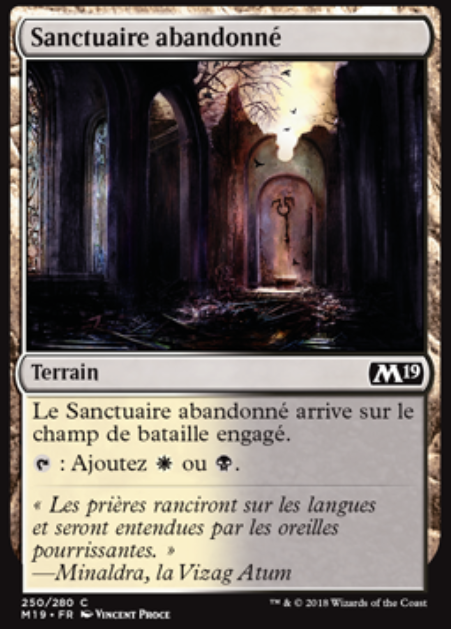 Sanctuaire abandonné
Terrain
M19
Le Sanctuaire abandonné arrive sur le
champ de bataille engagé.
: Ajoutez ou .
« Les prières ranciront sur les langues
et seront entendues par les oreilles
pourrissantes. »
—Minaldra, la Vizag Atum
250/280 C
M19 • FR Vincent Proce
™ & © 2018 Wizards of the Coast